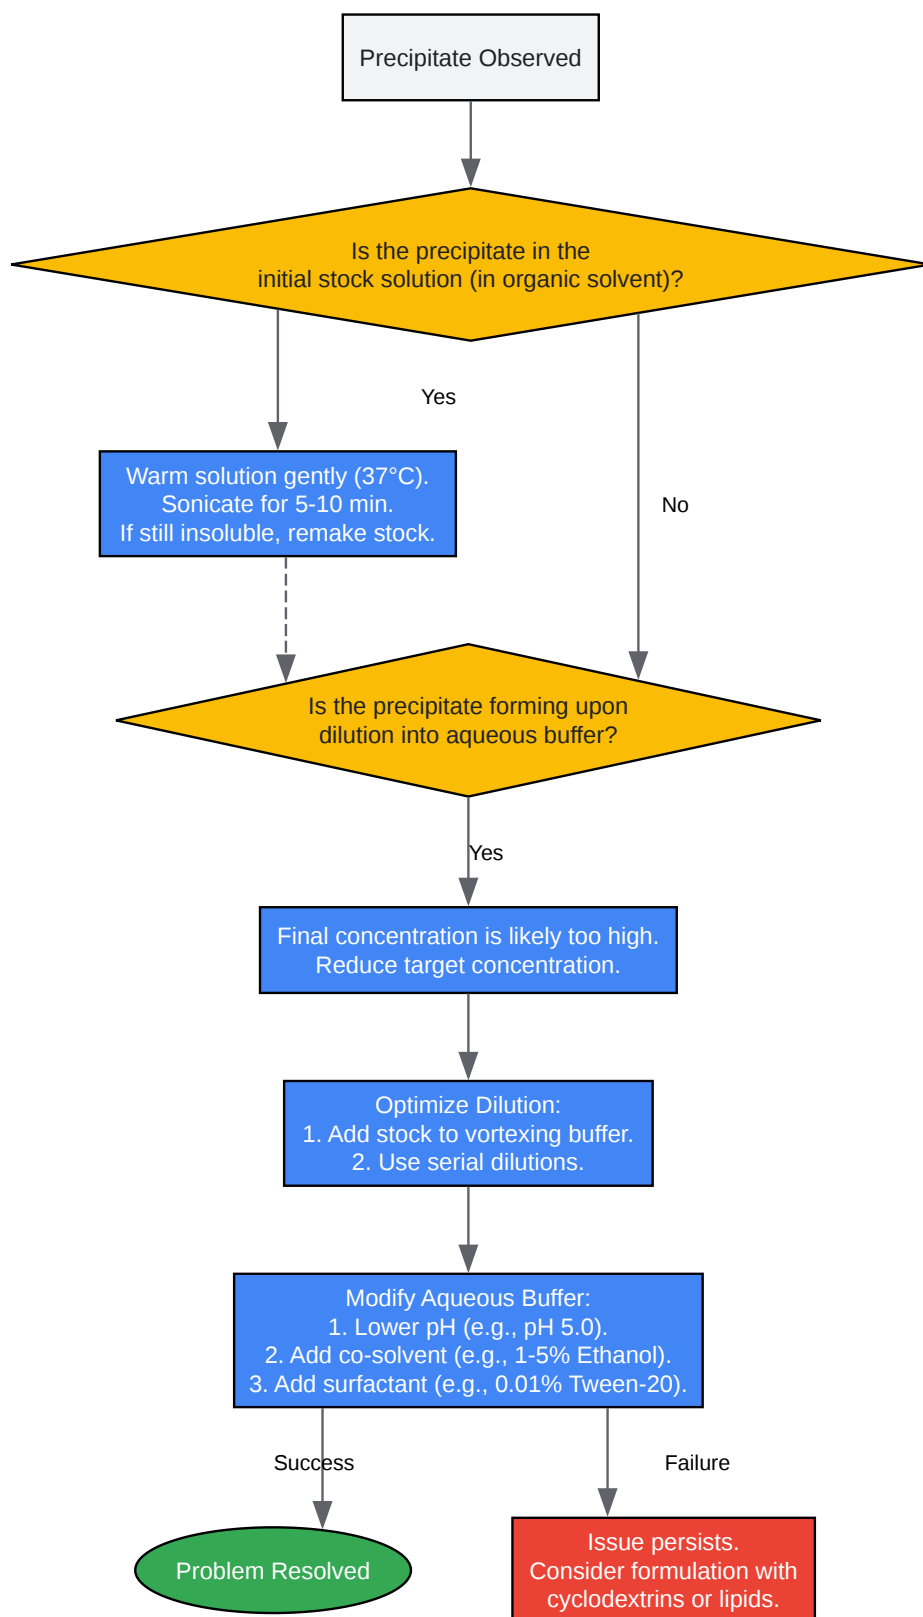 Precipitate Observed
Is the precipitate in the
initial stock solution (in organic solvent)?
Yes
Warm solution gently (37°C).
Sonicate for 5-10 min.
If still insoluble, remake stock.
No
Is the precipitate forming upon
dilution into aqueous buffer?
Yes
Final concentration is likely too high.
Reduce target concentration.
Optimize Dilution:
1. Add stock to vortexing buffer.
2. Use serial dilutions.
Modify Aqueous Buffer:
1. Lower pH (e.g., pH 5.0).
2. Add co-solvent (e.g., 1-5% Ethanol).
3. Add surfactant (e.g., 0.01% Tween-20).
Success
Failure
Problem Resolved
Issue persists.
Consider formulation with
cyclodextrins or lipids.